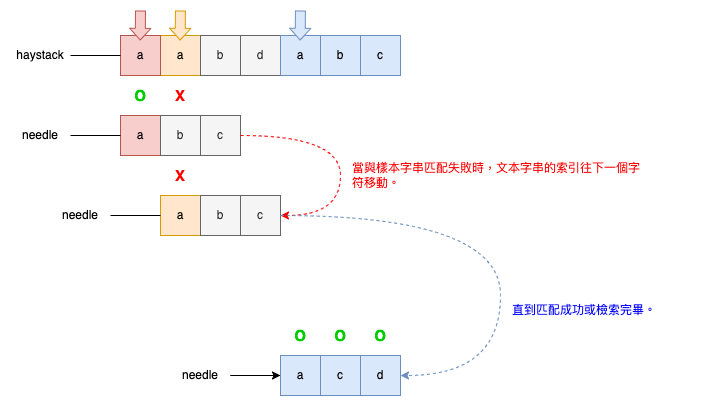 haystack a a b d a b c
O X
needle a b c
當與樣本字串匹配失敗時，文本字串的索引往下一個字
符移動。
X
needle a b c
直到匹配成功或檢索完畢。
O O O
needle a c d